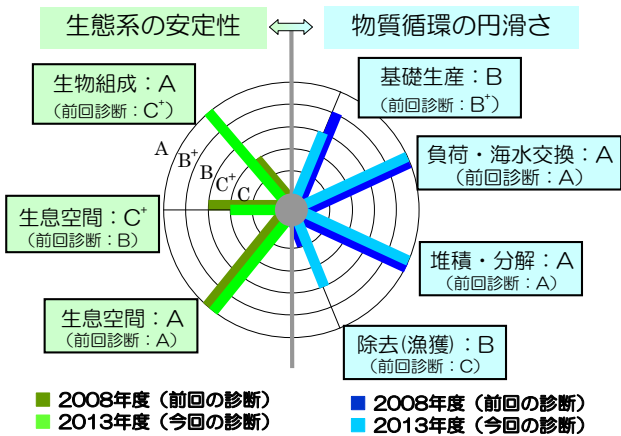 生態系の安定性
物質循環の円滑さ
生物組成：A
(前回診断：C⁺)
基礎生産：B
(前回診断：B⁺)
負荷・海水交換：A
(前回診断：A)
A
B⁺
B
C⁺
C
生息空間：C⁺
(前回診断：B)
堆積・分解：A
(前回診断：A)
生息空間：A
(前回診断：A)
除去(漁獲)：B
(前回診断：C)
2008年度（前回の診断）
2013年度（今回の診断）
2008年度（前回の診断）
2013年度（今回の診断）